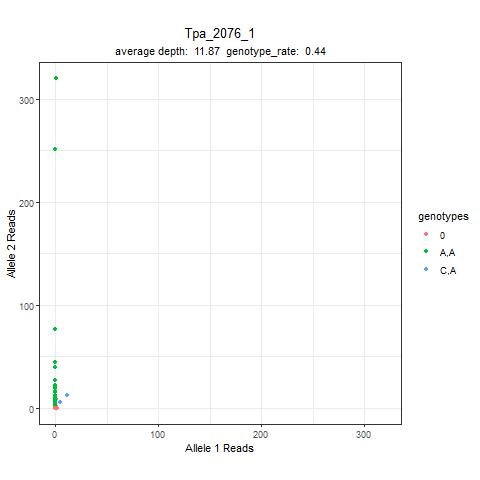 Tpa_2076_1
average depth:  11.87  genotype_rate:  0.44
300
200
100
0
Allele 2 Reads
0 100 200 300
Allele 1 Reads
genotypes
0
A,A
C,A